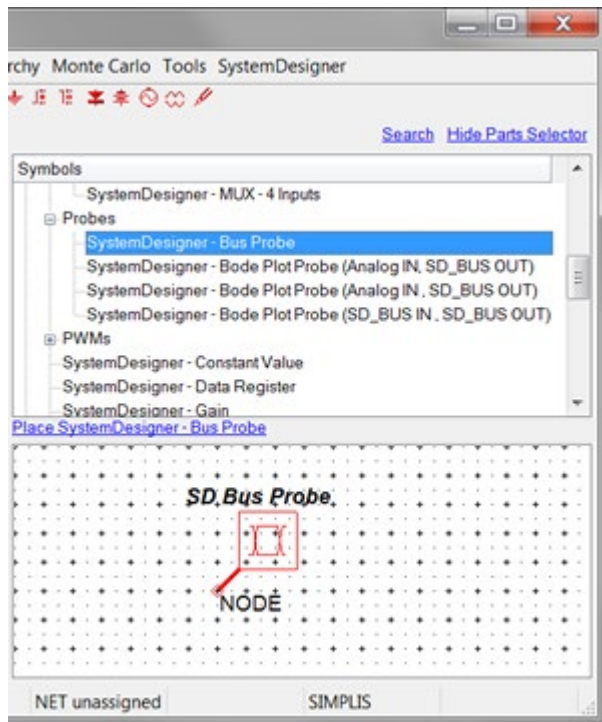 rchy Monte Carlo Tools SystemDesigner
Search Hide Parts Selector
Symbols
SystemDesigner - MUX - 4 Inputs
Probes
SystemDesigner - Bus Probe
SystemDesigner - Bode Plot Probe (Analog IN, SD_BUS OUT)
SystemDesigner - Bode Plot Probe (Analog IN , SD_BUS OUT)
SystemDesigner - Bode Plot Probe (SD_BUS IN , SD_BUS OUT)
PWMs
SystemDesigner - Constant Value
SystemDesigner - Data Register
SystemDesigner - Gain
Place SystemDesigner - Bus Probe
SD Bus Probe
NODE
NET unassigned SIMPLIS